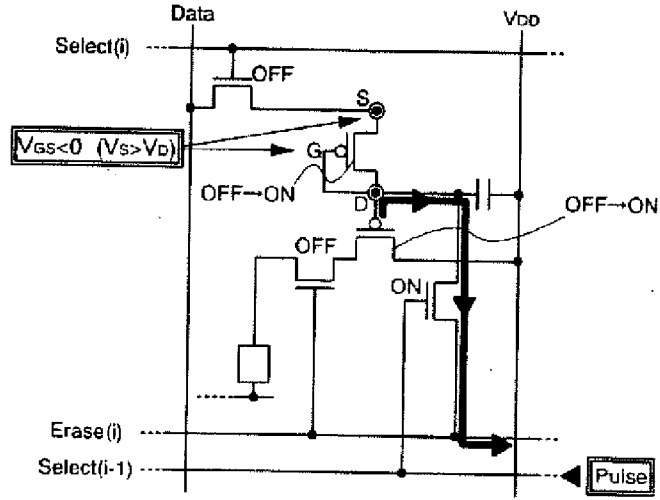 Data
VDD
Select(i)
OFF
S
VGS<0 (VS>VD)
G
OFF→ON
D
OFF→ON
OFF
ON
Erase(i)
Select(i-1)
Pulse